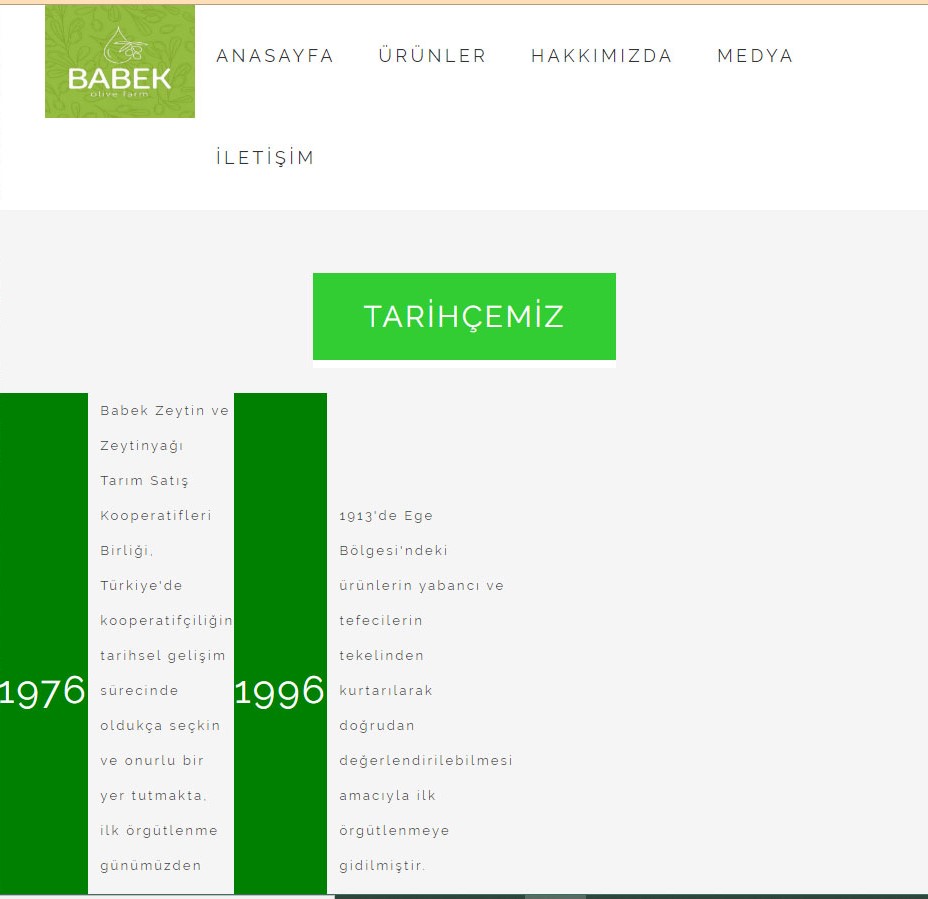 BABEK
olive farm
ANASAYFA
ÜRÜNLER
HAKKIMIZDA
MEDYA
İLETİŞİM
TARİHÇEMİZ
1976
Babek Zeytin ve
Zeytinyağı
Tarım Satış
Kooperatifleri
Birliği,
Türkiye'de
kooperatifçiliğin
tarihsel gelişim
sürecinde
oldukça seçkin
ve onurlu bir
yer tutmakta,
ilk örgütlenme
günümüzden
1996
1913'de Ege
Bölgesi'ndeki
ürünlerin yabancı ve
tefecilerin
tekelinden
kurtarılarak
doğrudan
değerlendirilebilmesi
amacıyla ilk
örgütlenmeye
gidilmiştir.